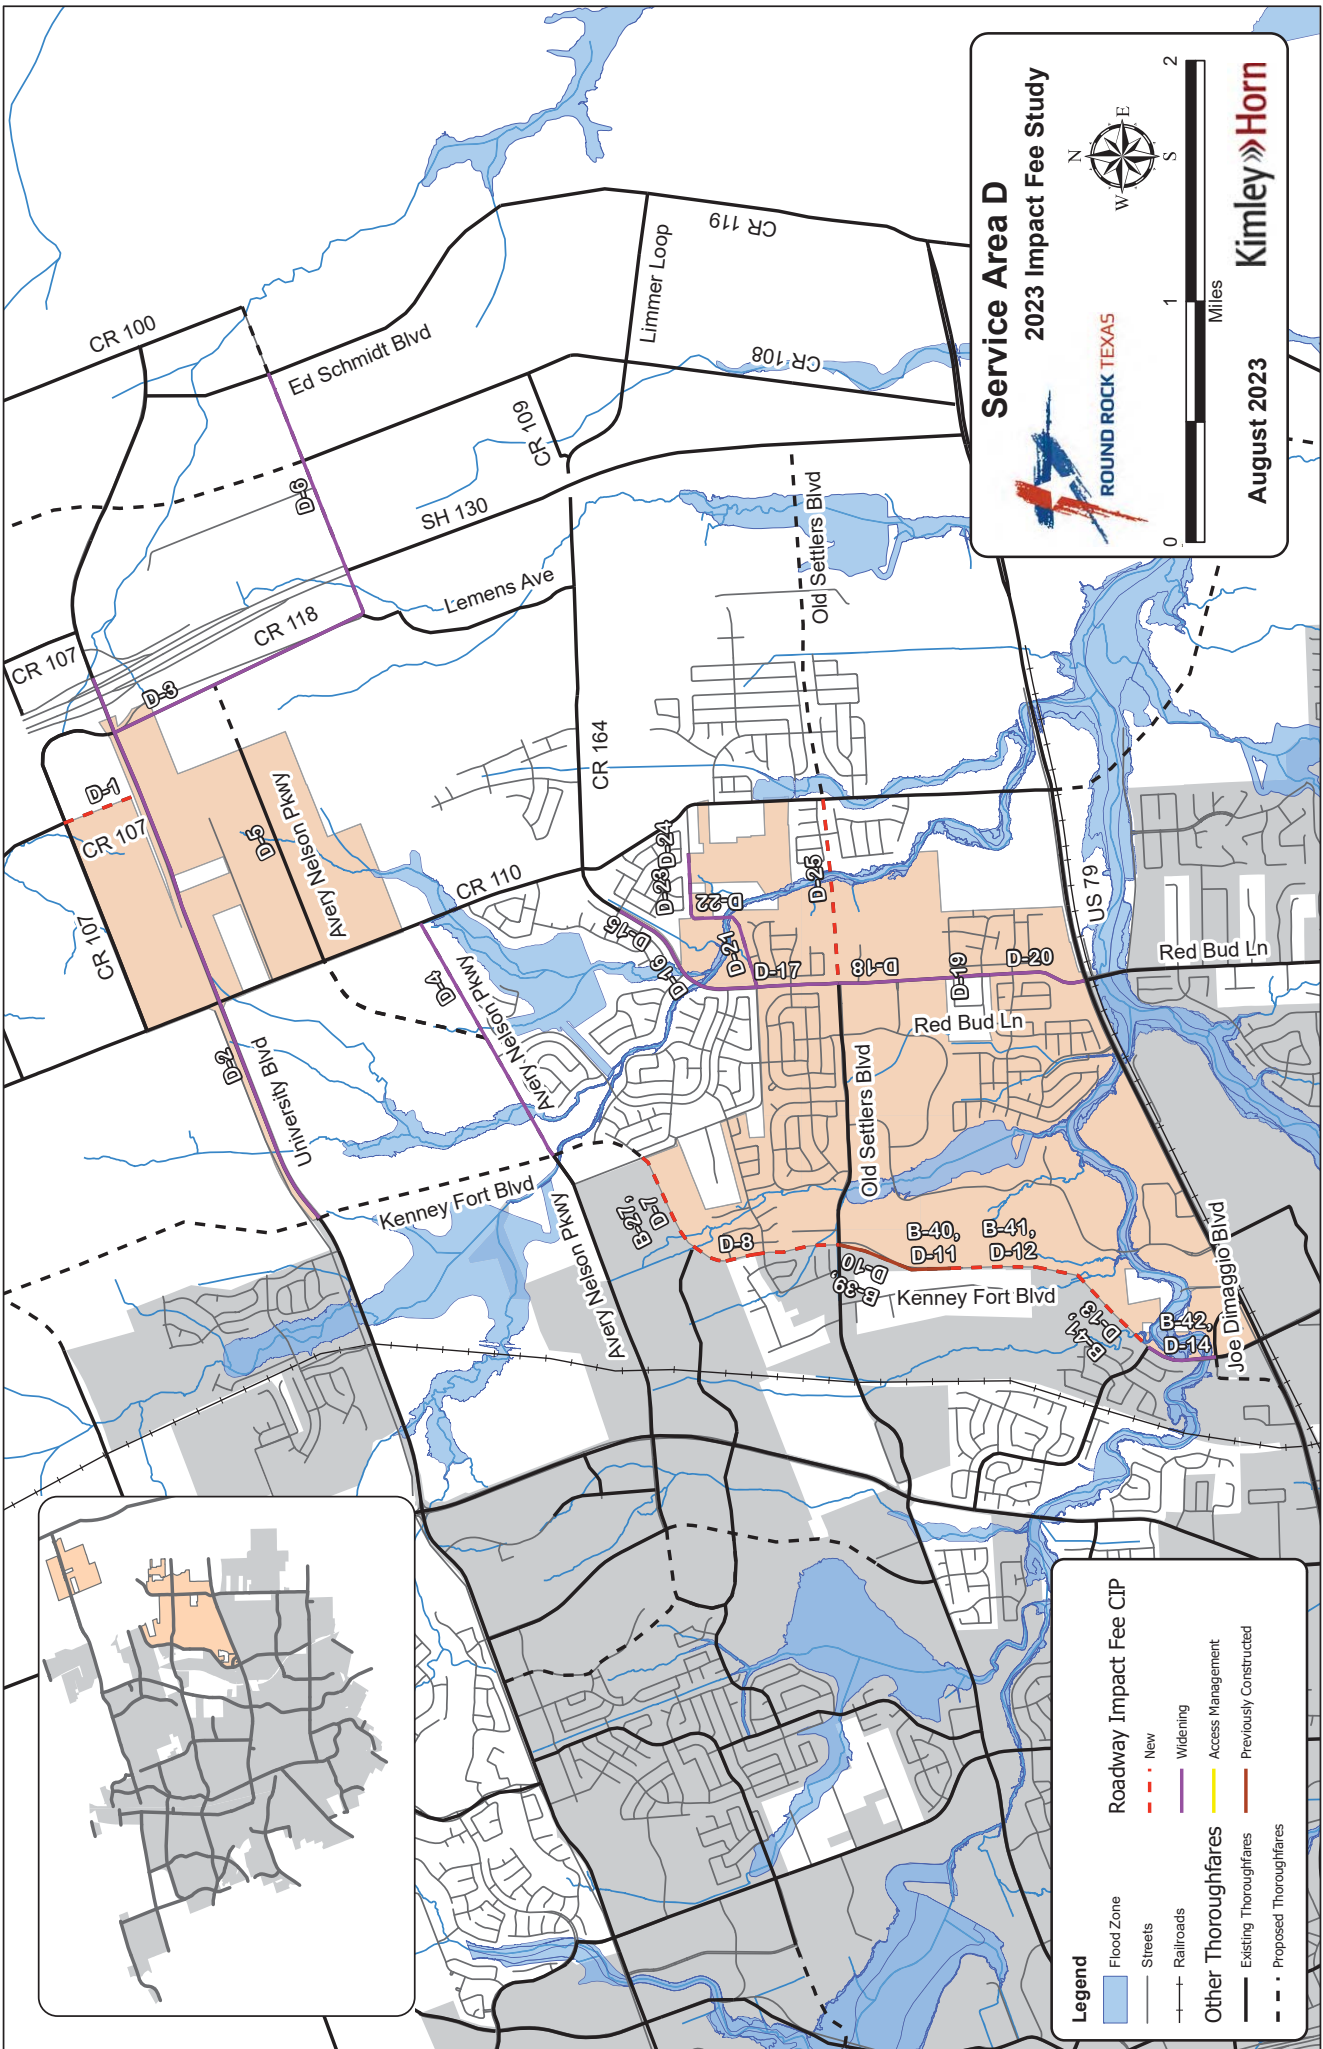 Service Area D
2023 Impact Fee Study
ROUND ROCK TEXAS
N
W
E
S
0
1
2
Miles
August 2023
Kimley»Horn
CR 100
Ed Schmidt Blvd
Limmer Loop
CR 119
CR 108
CR 109
SH 130
D-6
Lemens Ave
CR 118
CR 107
D-3
Old Settlers Blvd
CR 164
D-1
CR 107
CR 107
D-5
Avery Nelson Pkwy
CR 110
D-24
D-23
D-22
D-25
D-15
D-16
D-21
D-17
D-18
D-19
D-20
US 79
Red Bud Ln
Red Bud Ln
D-4
Avery Nelson Pkwy
Avery Nelson Pkwy
D-2
University Blvd
Kenney Fort Blvd
Old Settlers Blvd
B-27,
D-7
D-8
B-39,
D-10
B-40,
D-11
B-41,
D-12
Kenney Fort Blvd
B-41,
D-13
B-42,
D-14
Joe Dimaggio Blvd
Avery Nelson Pkwy
Legend
Flood Zone
Streets
Railroads
Other Thoroughfares
Existing Thoroughfares
Proposed Thoroughfares
Roadway Impact Fee CIP
New
Widening
Access Management
Previously Constructed